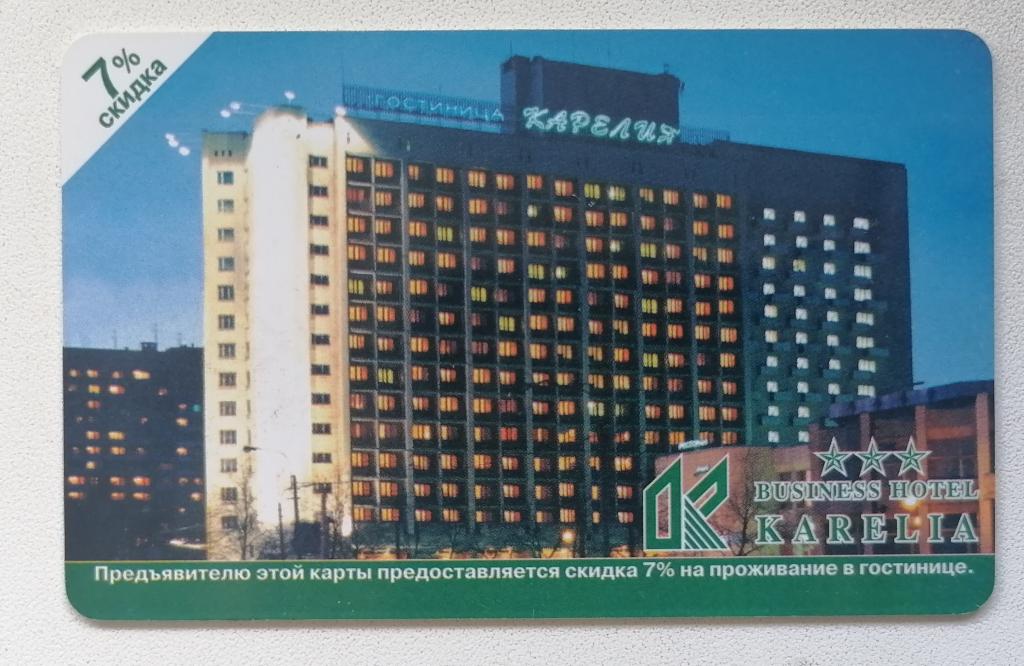 7%
скидка
ГОСТИНИЦА
КАРЕЛИЯ
BUSINESS HOTEL
KARELIA
Предъявителю этой карты предоставляется скидка 7% на проживание в гостинице.